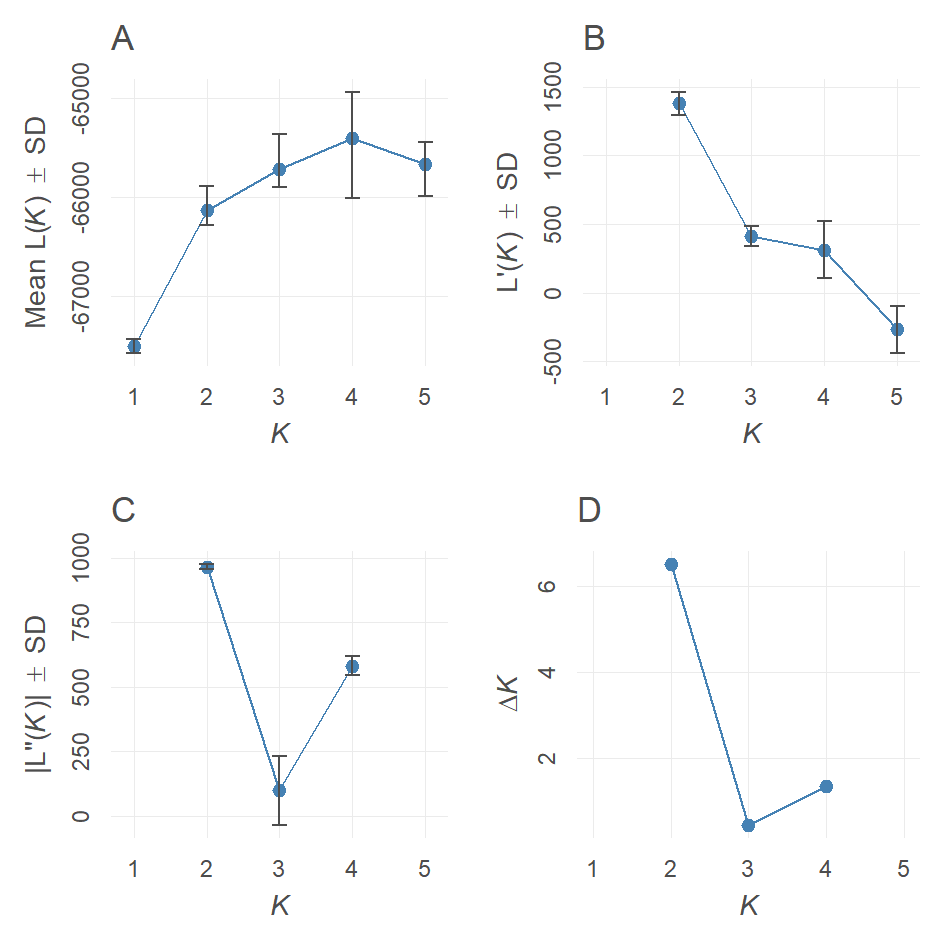 A
Mean L(K) ± SD
-65000
-66000
-67000
1 2 3 4 5
K
B
L'(K) ± SD
1500
1000
500
0
-500
1 2 3 4 5
K
C
|L"(K)| ± SD
1000
750
500
250
0
1 2 3 4 5
K
D
ΔK
6
4
2
1 2 3 4 5
K